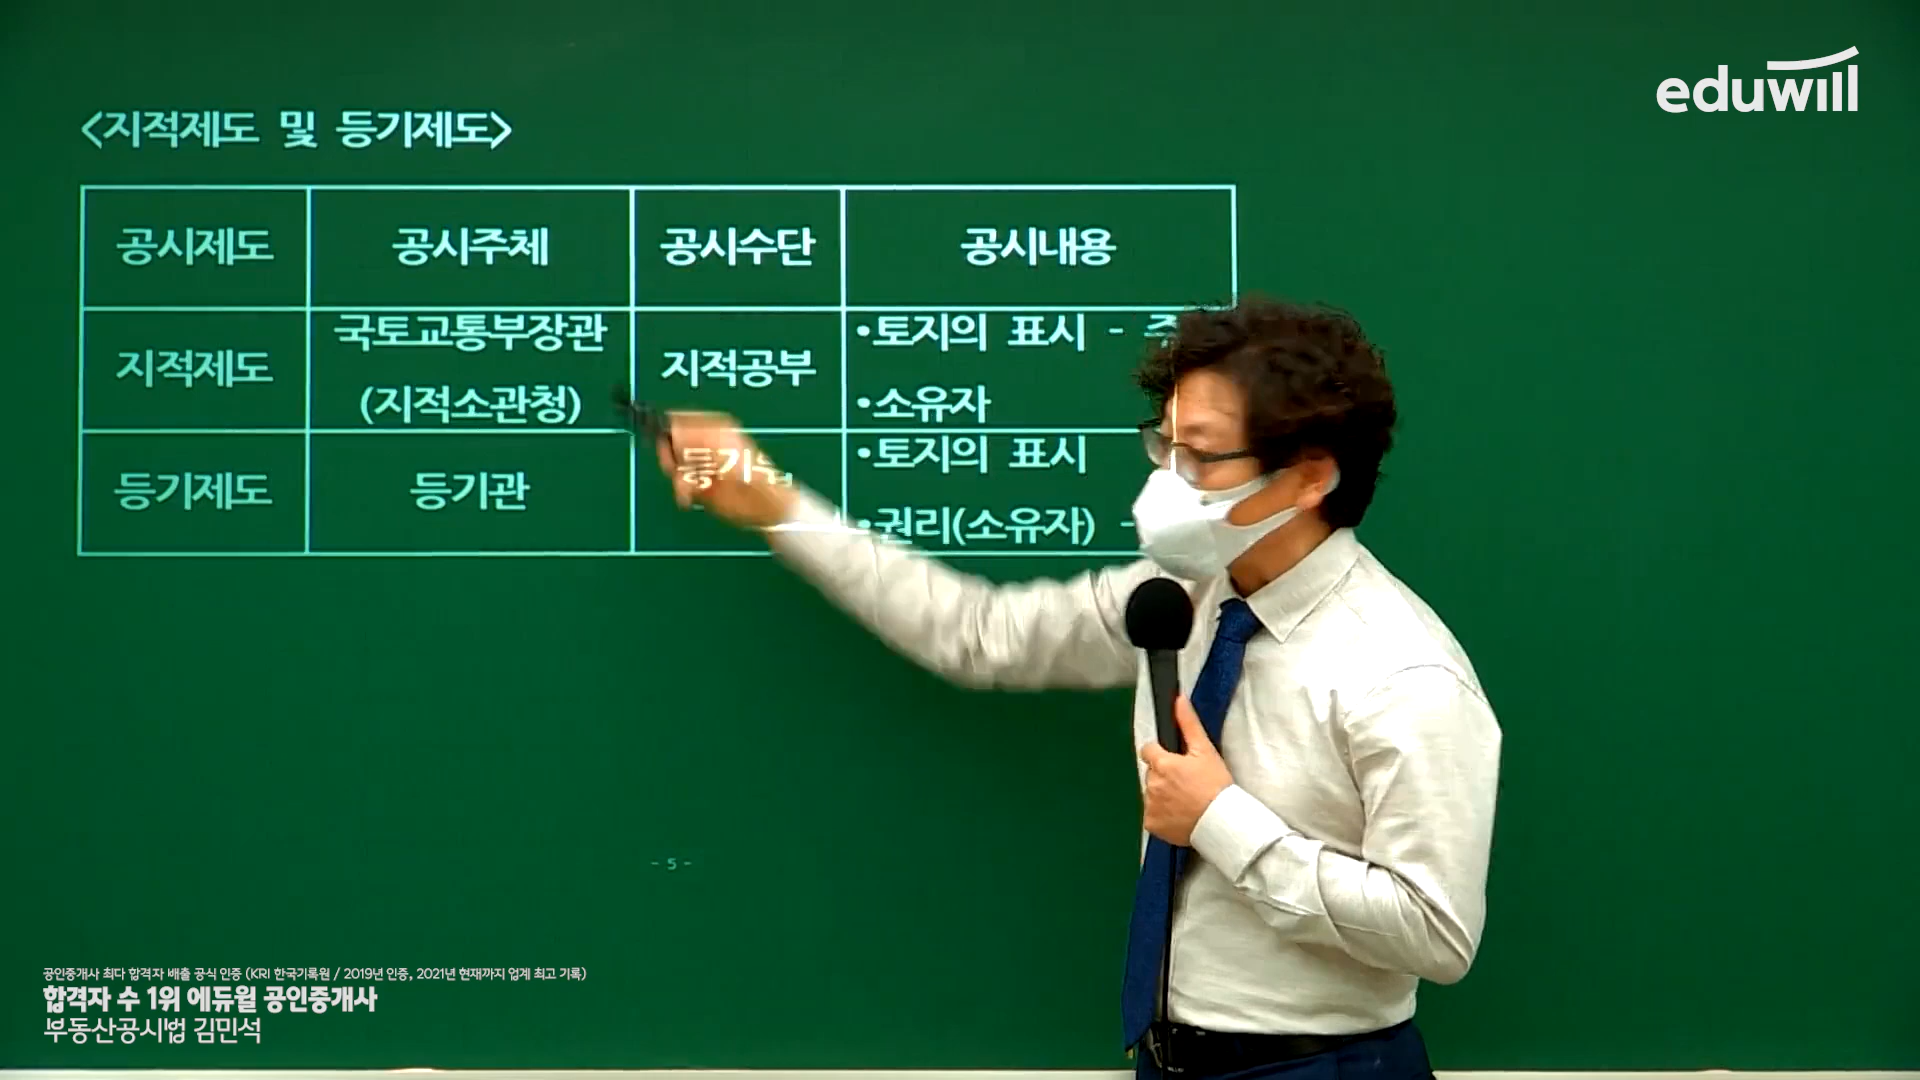 eduwill
<지적제도 및 등기제도>
공시제도 공시주체 공시수단 공시내용
지적제도 국토교통부장관 (지적소관청) 지적공부 •토지의 표시 -
•소유자
등기제도 등기관 •토지의 표시
•권리(소유자) -
- 5 -
공인중개사 최다 합격자 배출 공식 인증 (KRI 한국기록원 / 2019년 인증, 2021년 현재까지 업계 최고 기록)
합격자 수 1위 에듀윌 공인중개사
부동산공시법 김민석